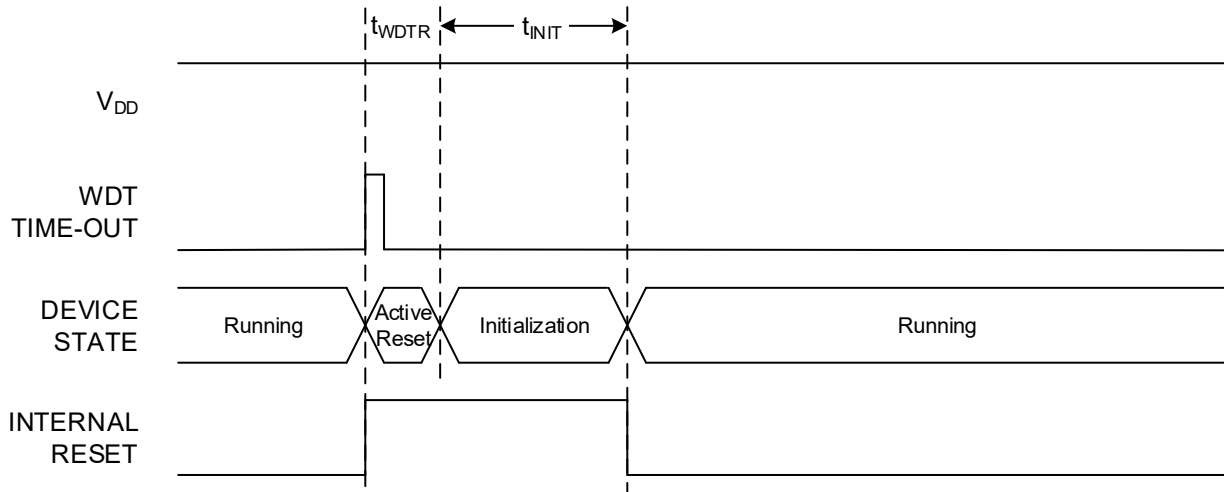 tWDTR tINIT
VDD
WDT
TIME-OUT
DEVICE
STATE
Running
Active
Reset
Initialization
Running
INTERNAL
RESET